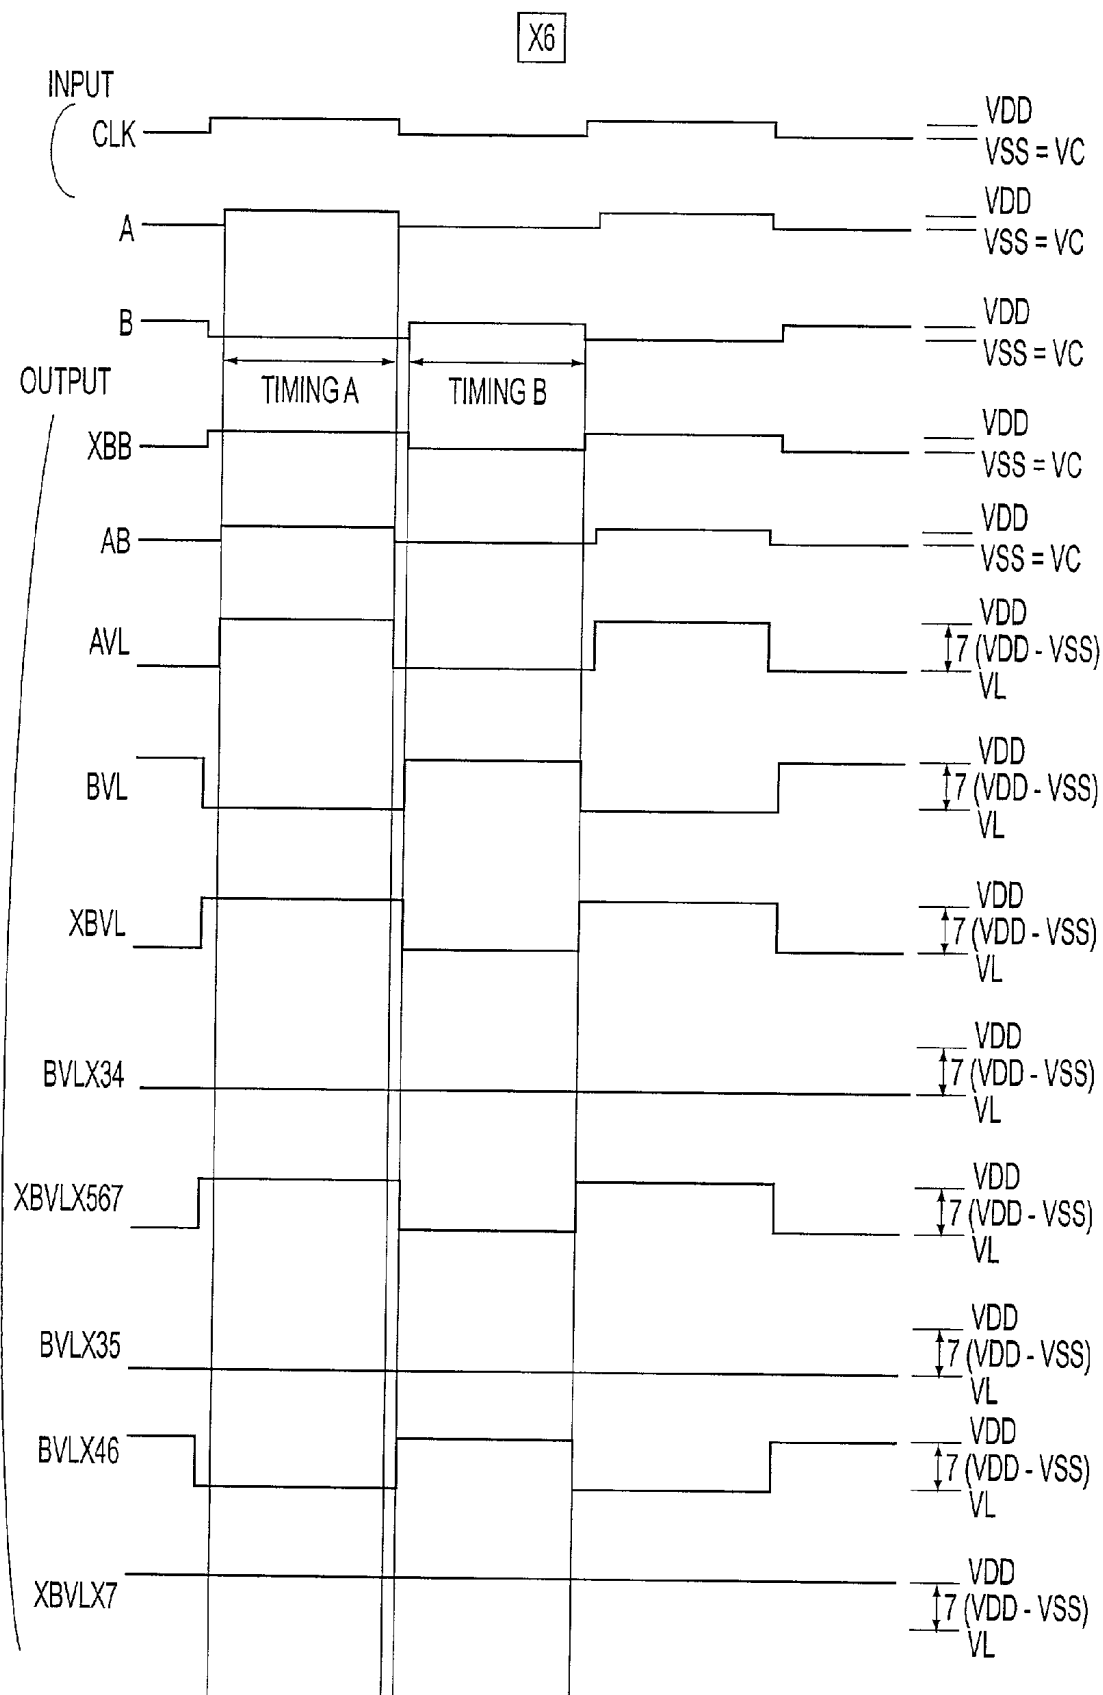 X6
INPUT
CLK
VDD
VSS = VC
A
VDD
VSS = VC
B
VDD
VSS = VC
TIMING A
TIMING B
OUTPUT
XBB
VDD
VSS = VC
AB
VDD
VSS = VC
AVL
VDD
7 (VDD - VSS)
VL
BVL
VDD
7 (VDD - VSS)
VL
XBVL
VDD
7 (VDD - VSS)
VL
BVLX34
VDD
7 (VDD - VSS)
VL
XBVLX567
VDD
7 (VDD - VSS)
VL
BVLX35
VDD
7 (VDD - VSS)
VL
BVLX46
VDD
7 (VDD - VSS)
VL
XBVLX7
VDD
7 (VDD - VSS)
VL